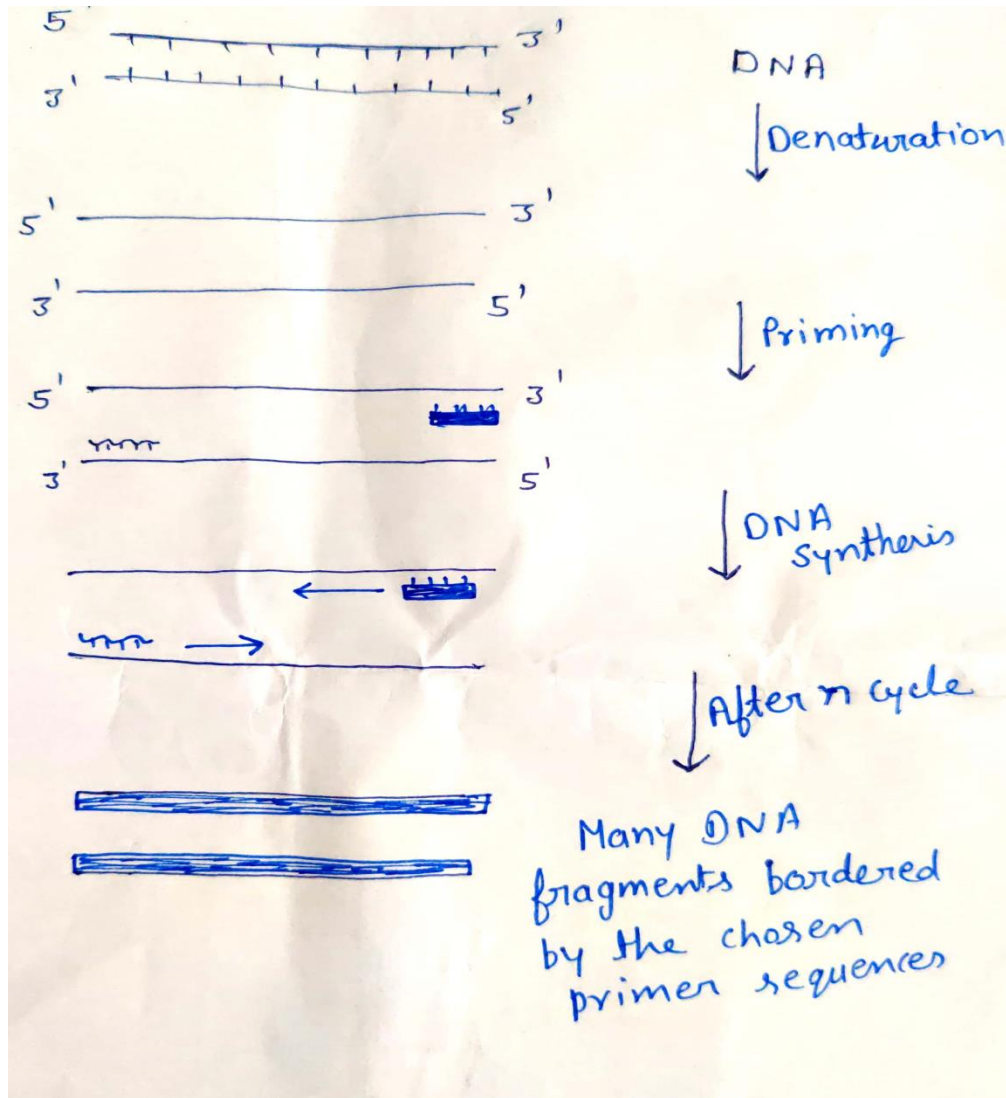 5' 3'
3' 5'
DNA
Denaturation
5' 3'
3' 5'
Priming
5' 3'
3' 5'
DNA
Synthesis
After n cycle
Many DNA
fragments bordered
by the chosen
primer sequences